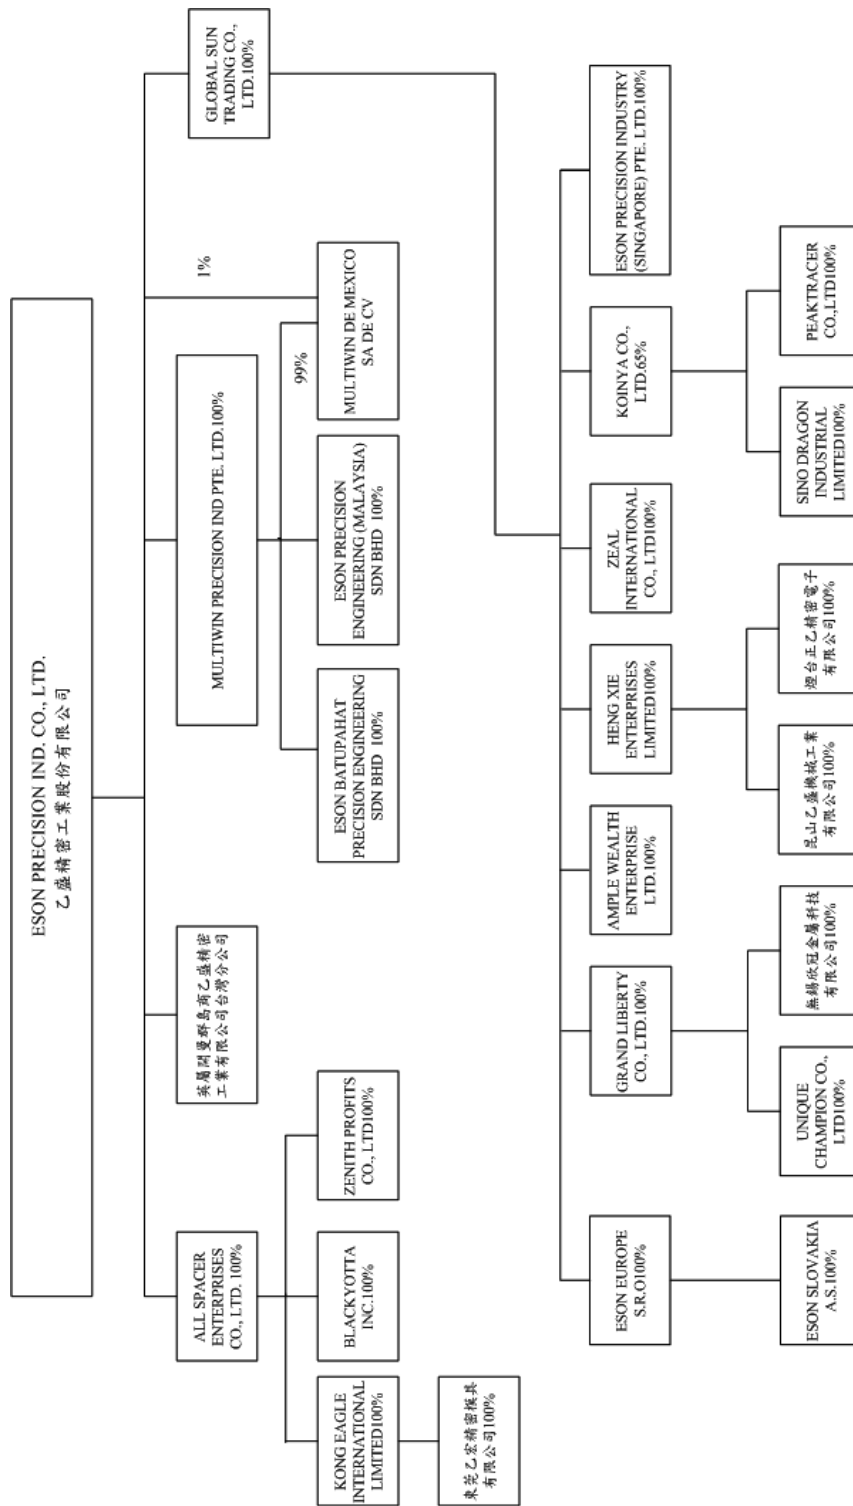 ESON PRECISION IND. CO., LTD.
乙盛精密工業股份有限公司
ALL SPACER
ENTERPRISES
CO., LTD. 100%
英屬開曼群島商乙盛精密
工業有限公司台灣分公司
MULTIWIN PRECISION IND PTE. LTD.100%
1%
GLOBAL SUN
TRADING CO.,
LTD.100%
99%
KONG EAGLE
INTERNATIONAL
LIMITED100%
BLACKYOTTA
INC.100%
ZENITH PROFITS
CO., LTD100%
ESON BATUPAHAT
PRECISION ENGINEERING
SDN BHD 100%
ESON PRECISION
ENGINEERING (MALAYSIA)
SDN BHD 100%
MULTIWIN DE MEXICO
SA DE CV
東莞乙宏精密模具
有限公司100%
ESON EUROPE
S.R.O100%
GRAND LIBERTY
CO., LTD.100%
AMPLE WEALTH
ENTERPRISE
LTD.100%
HENG XIE
ENTERPRISES
LIMITED100%
ZEAL
INTERNATIONAL
CO., LTD100%
KOINYA CO.,
LTD.65%
ESON PRECISION INDUSTRY
(SINGAPORE) PTE. LTD.100%
ESON SLOVAKIA
A.S.100%
UNIQUE
CHAMPION CO.,
LTD100%
無錫欣冠金屬科技
有限公司100%
昆山乙盛機械工業
有限公司100%
煙台正乙精密電子
有限公司100%
SINO DRAGON
INDUSTRIAL
LIMITED100%
PEAKTRACER
CO.,LTD100%